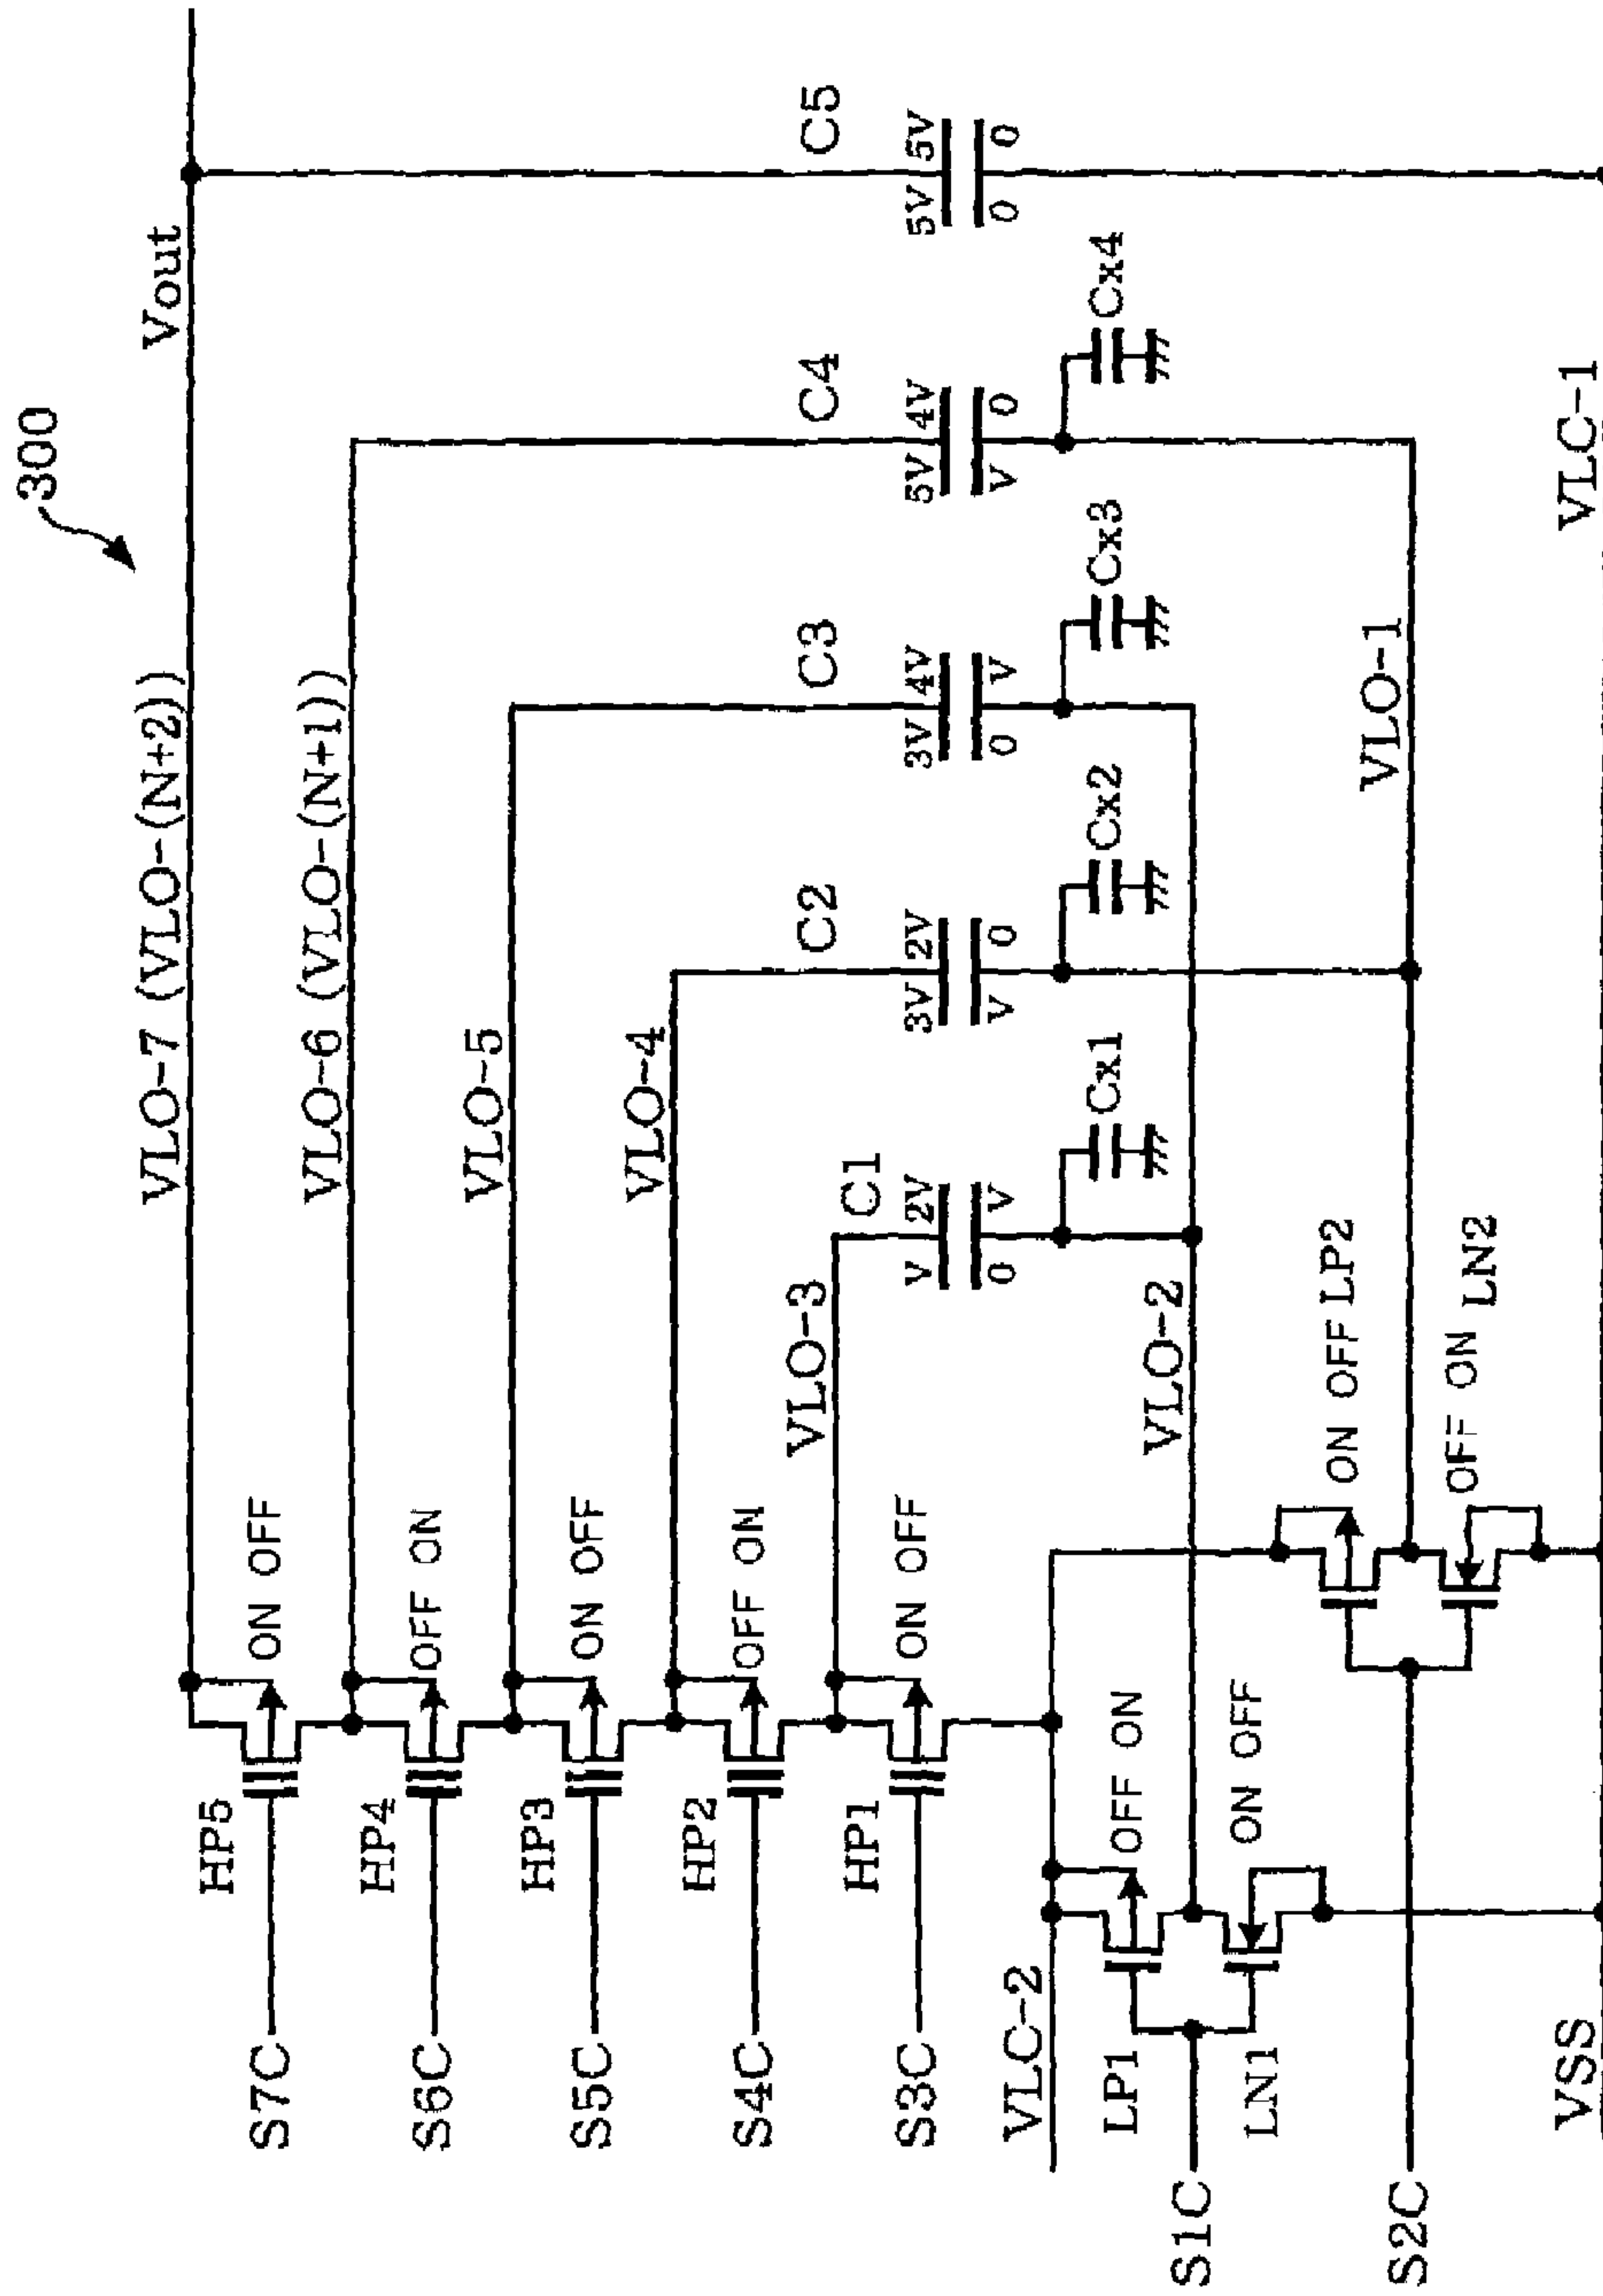 300
VLO-7 (VLO-(N+2))
Vout
VLO-6 (VLO-(N+1))
VLO-5
VLO-4
VLO-3
VLO-2
VLO-1
S7C
HP5
ON OFF
S6C
HP4
OFF ON
S5C
HP3
ON OFF
S4C
HP2
OFF ON
S3C
HP1
ON OFF
C1
V 2V
0 V
Cx1
C2
3V 2V
V 0
Cx2
C3
3V 4V
0 V
Cx3
C4
5V 4V
V 0
Cx4
C5
5V 5V
0 0
VLC-2
LP1
OFF ON
S1C
LN1
ON OFF
ON OFF LP2
OFF ON LN2
S2C
VSS
VLC-1